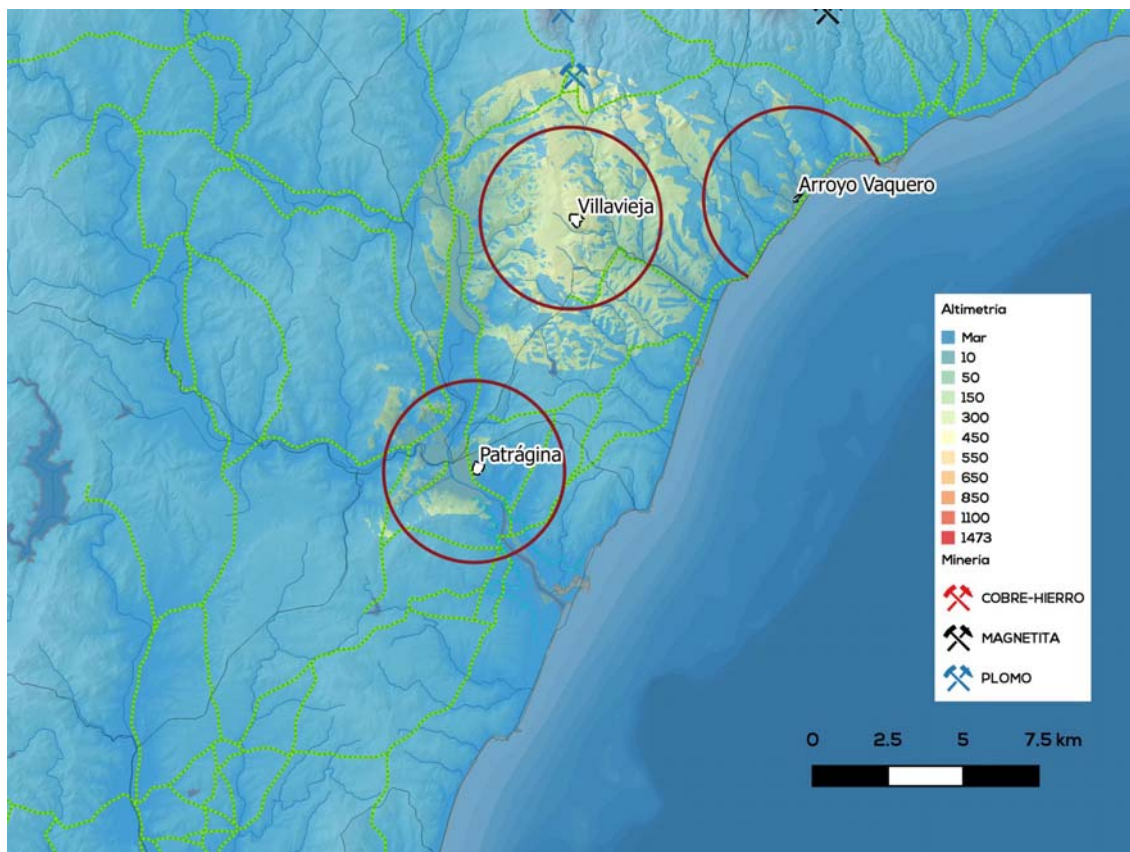 Villavieja
Arroyo Vaquero
Patrágina
Altimetría
Mar
10
50
150
300
450
550
650
850
1100
1473
Minería
COBRE-HIERRO
MAGNETITA
PLOMO
0 2.5 5 7.5 km